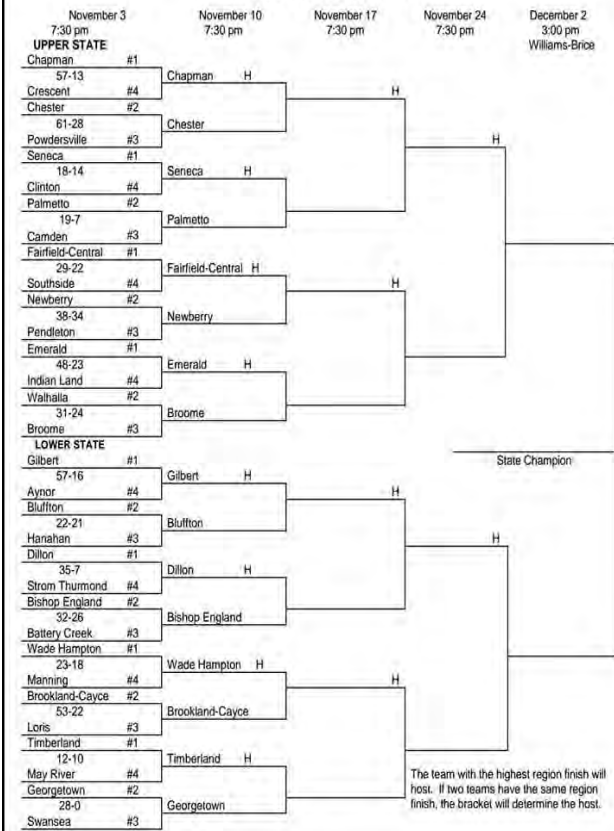 November 3 November 10 November 17 November 24 December 2
7:30 pm 7:30 pm 7:30 pm 7:30 pm 3:00 pm
UPPER STATE Williams-Brice
Chapman #1
57-13 Chapman H
Crescent #4 H
Chester #2
61-28 Chester
Powdersville #3 H
Seneca #1
18-14 Seneca H
Clinton #4
Palmetto #2
19-7 Palmetto
Camden #3
Fairfield-Central #1
29-22 Fairfield-Central H
Southside #4 H
Newberry #2
38-34 Newberry
Pendleton #3
Emerald #1
48-23 Emerald H
Indian Land #4
Walhalla #2
31-24 Broome
Broome #3
LOWER STATE
Gilbert #1 State Champion
57-16 Gilbert H
Aynor #4 H
Bluffton #2
22-21 Bluffton
Hanahan #3 H
Dillon #1
35-7 Dillon H
Strom Thurmond #4
Bishop England #2
32-26 Bishop England
Battery Creek #3
Wade Hampton #1
23-18 Wade Hampton H
Manning #4 H
Brookland-Cayce #2
53-22 Brookland-Cayce
Loris #3
Timberland #1
12-10 Timberland H
May River #4 The team with the highest region finish will
Georgetown #2 host. If two teams have the same region
28-0 Georgetown finish, the bracket will determine the host.
Swansea #3